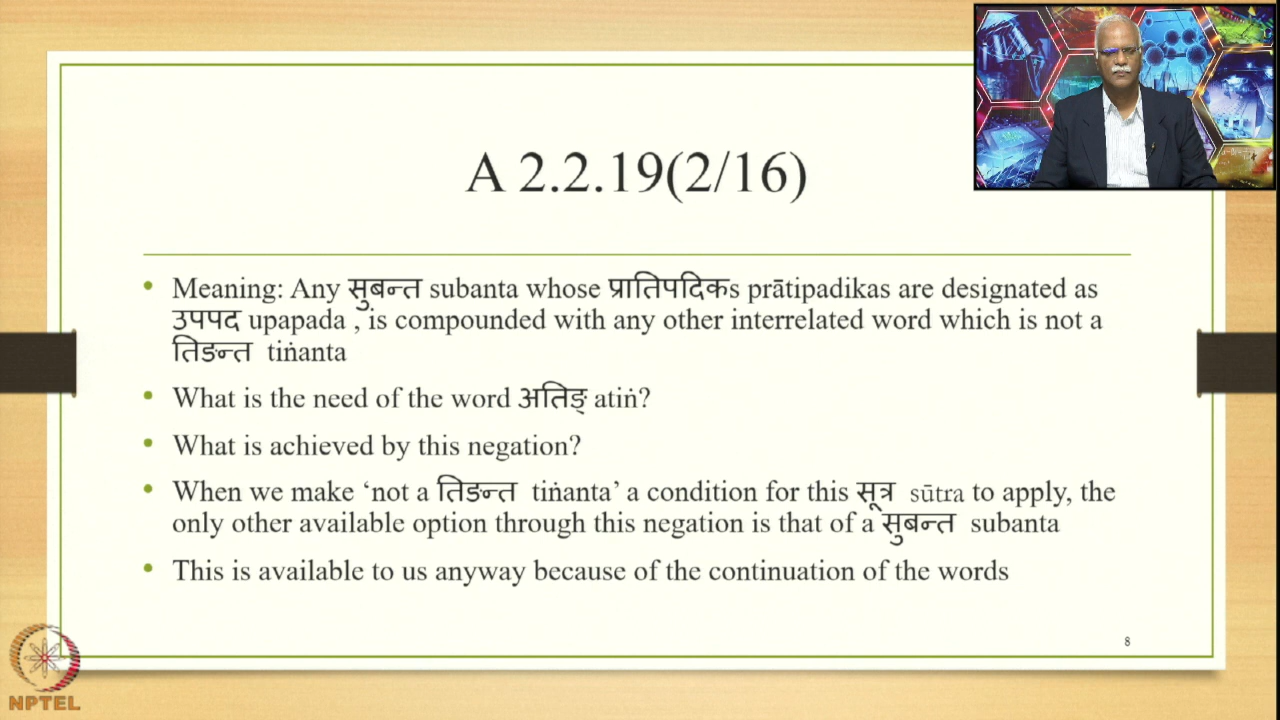 A 2.2.19(2/16)
• Meaning: Any सुबन्त subanta whose प्रातिपदिकs prātipadikas are designated as
उपपद upapada , is compounded with any other interrelated word which is not a
तिङन्त tiṅanta
• What is the need of the word अतिङ् atiṅ?
• What is achieved by this negation?
• When we make ‘not a तिङन्त tiṅanta’ a condition for this सूत्र sūtra to apply, the
only other available option through this negation is that of a सुबन्त subanta
• This is available to us anyway because of the continuation of the words
8
NPTEL